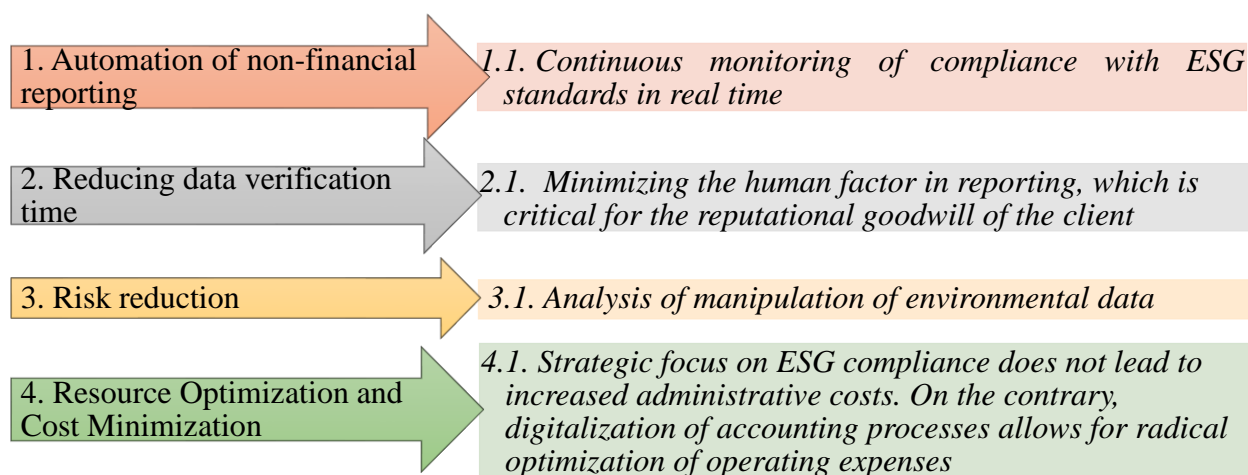 1. Automation of non-financial
reporting
1.1. Continuous monitoring of compliance with ESG
standards in real time
2. Reducing data verification
time
2.1. Minimizing the human factor in reporting, which is
critical for the reputational goodwill of the client
3. Risk reduction
3.1. Analysis of manipulation of environmental data
4. Resource Optimization and
Cost Minimization
4.1. Strategic focus on ESG compliance does not lead to
increased administrative costs. On the contrary,
digitalization of accounting processes allows for radical
optimization of operating expenses